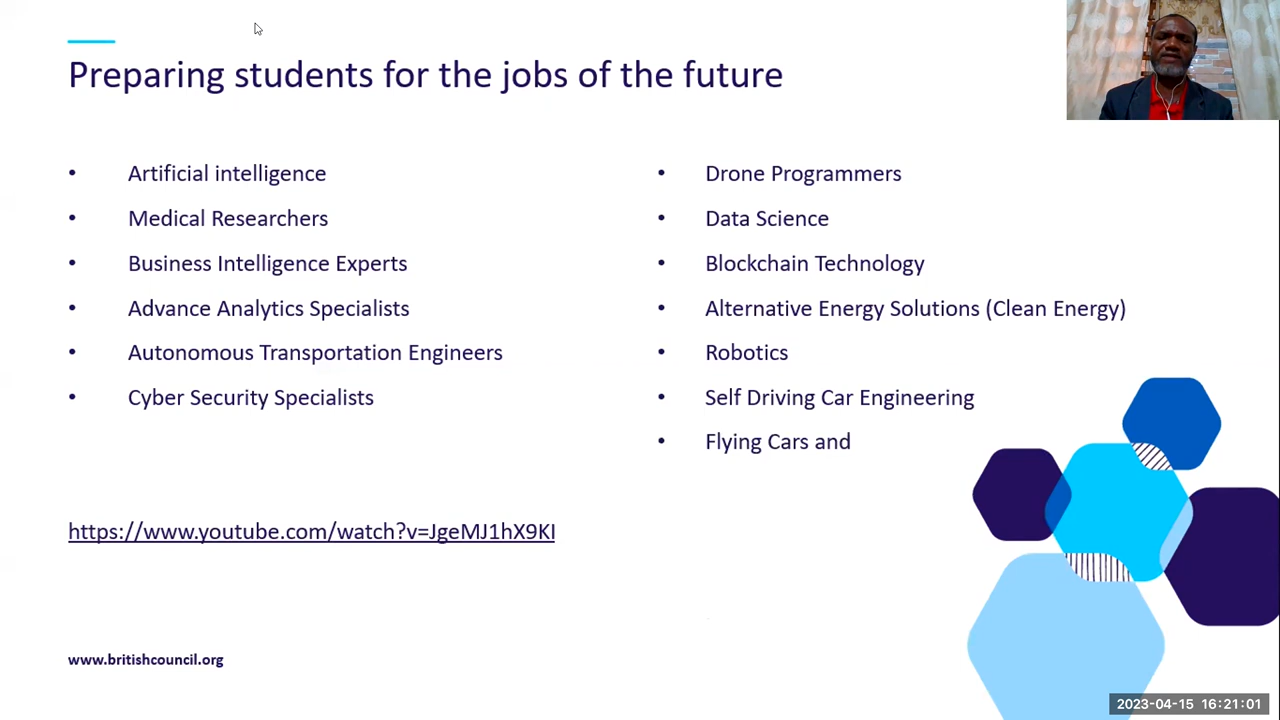 Preparing students for the jobs of the future
Artificial intelligence
Medical Researchers
Business Intelligence Experts
Advance Analytics Specialists
Autonomous Transportation Engineers
Cyber Security Specialists
Drone Programmers
Data Science
Blockchain Technology
Alternative Energy Solutions (Clean Energy)
Robotics
Self Driving Car Engineering
Flying Cars and
https://www.youtube.com/watch?v=JgeMJ1hX9KI
www.britishcouncil.org
2023-04-15 16:21:01